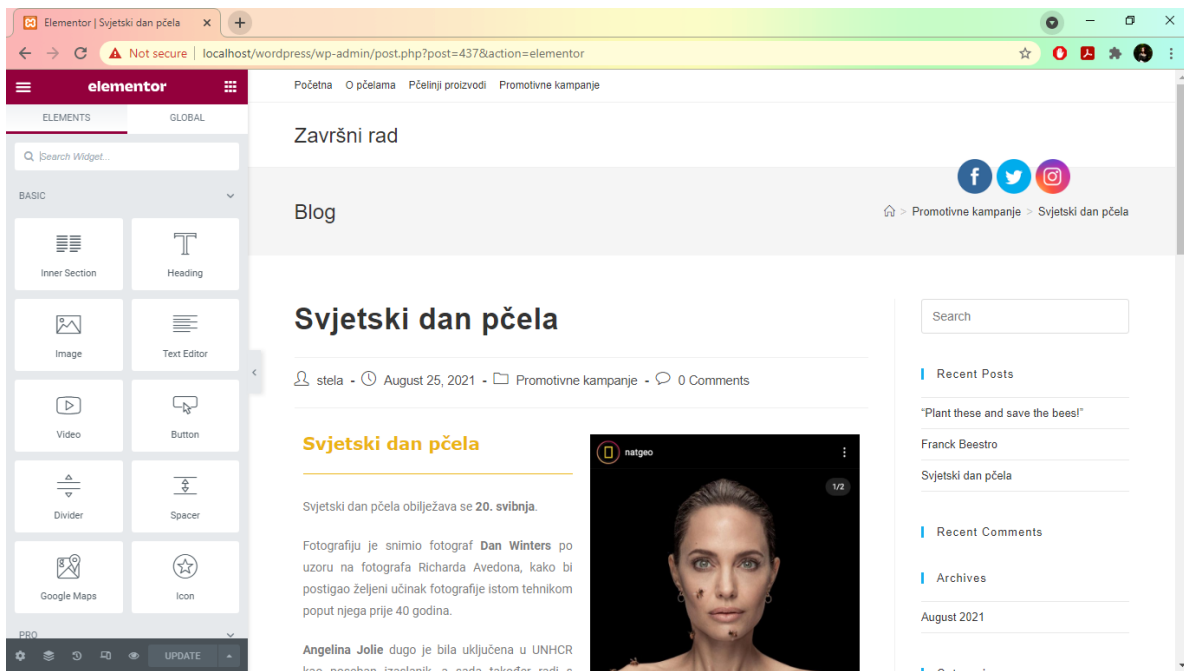 Elementor | Svjetski dan pčela
Not secure | localhost/wordpress/wp-admin/post.php?post=437&action=elementor
elementor
ELEMENTS GLOBAL
Search Widget...
BASIC
Inner Section
Heading
Image
Text Editor
Video
Button
Divider
Spacer
Google Maps
Icon
PRO
UPDATE
Početna O pčelama Pčelinji proizvodi Promotivne kampanje
Završni rad
Blog
> Promotivne kampanje > Svjetski dan pčela
Svjetski dan pčela
stela - August 25, 2021 - Promotivne kampanje - 0 Comments
Svjetski dan pčela
Svjetski dan pčela obilježava se 20. svibnja.
Fotografiju je snimio fotograf Dan Winters po
uzoru na fotografa Richarda Avedona, kako bi
postigao željeni učinak fotografije istom tehnikom
poput njega prije 40 godina.
Angelina Jolie dugo je bila uključena u UNHCR
kao poseban izaslanik, a sada također radi s
natgeo
1/2
Search
Recent Posts
“Plant these and save the bees!”
Franck Beestro
Svjetski dan pčela
Recent Comments
Archives
August 2021